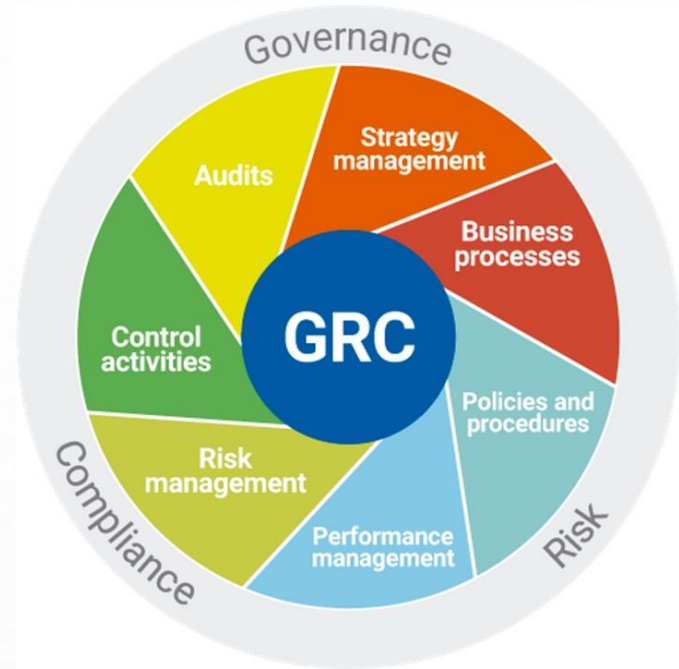 Governance
Strategy
management
Audits
Business
processes
GRC
Control
activities
Policies and
procedures
Risk
management
Performance
management
Compliance
Risk